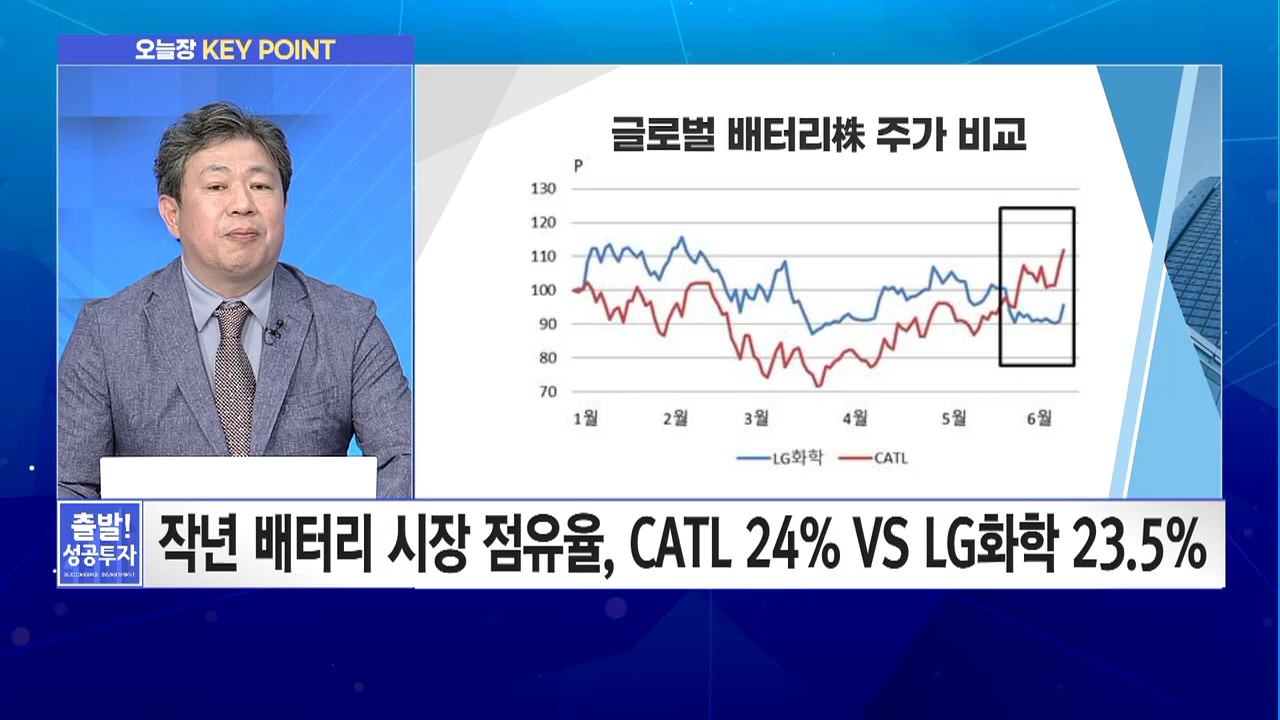 오늘장 KEY POINT
글로벌 배터리株 주가 비교
P
130
120
110
100
90
80
70
1월 2월 3월 4월 5월 6월
LG화학 CATL
출발!
성공투자
SUCCESSFUL INVESTMENT
작년 배터리 시장 점유율, CATL 24% VS LG화학 23.5%